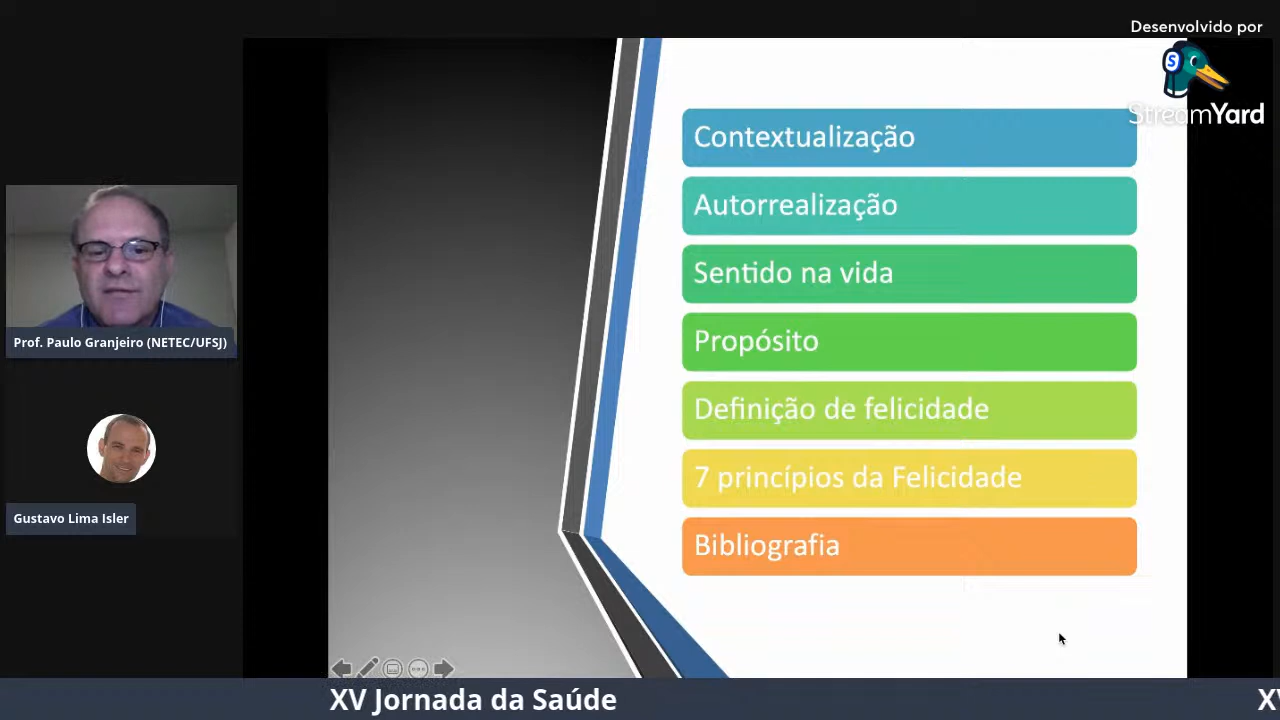 Desenvolvido por
StreamYard
Contextualização
Autorrealização
Sentido na vida
Propósito
Definição de felicidade
7 princípios da Felicidade
Bibliografia
Prof. Paulo Granjeiro (NETEC/UFSJ)
Gustavo Lima Isler
XV Jornada da Saúde
XV